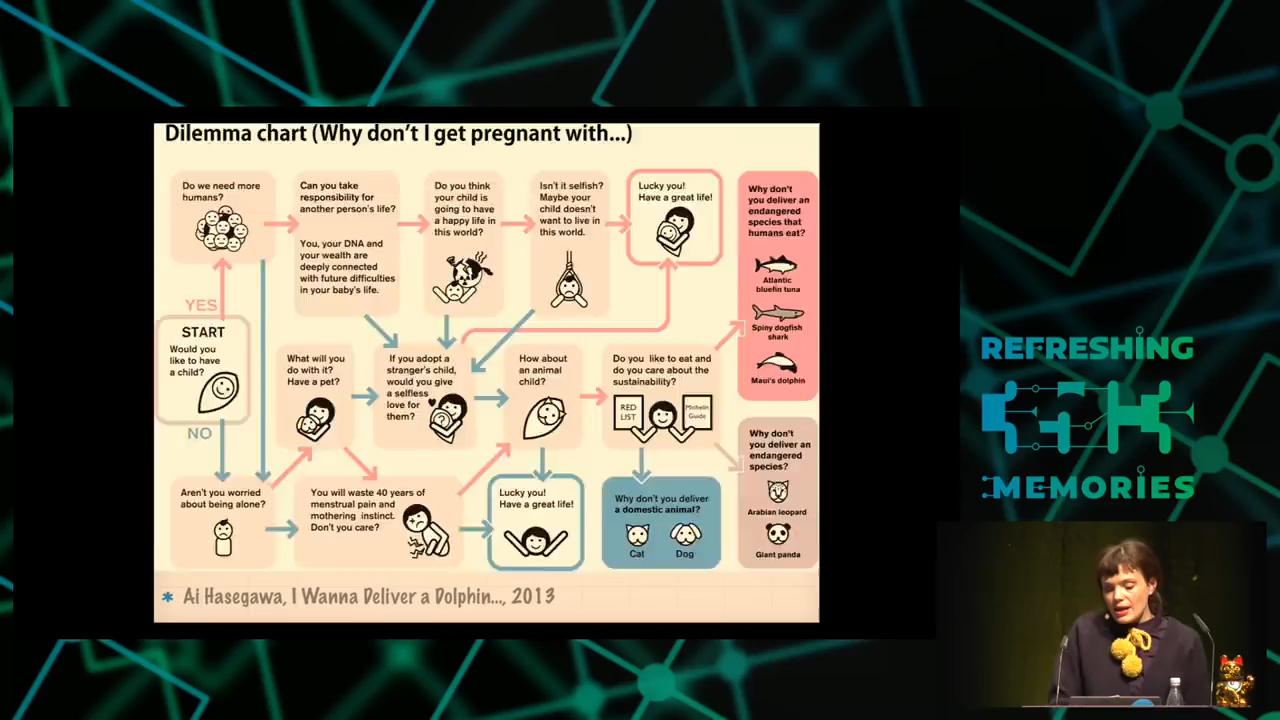 Dilemma chart (Why don't I get pregnant with...)
Do we need more
humans?
Can you take
responsibility for
another person's life?
You, your DNA and
your wealth are
deeply connected
with future difficulties
in your baby's life.
Do you think
your child is
going to have
a happy life in
this world?
Isn't it selfish?
Maybe your
child doesn't
want to live in
this world.
Lucky you!
Have a great life!
Why don't
you deliver an
endangered
species that
humans eat?
Atlantic
bluefin tuna
Spiny dogfish
shark
Maui's dolphin
YES
START
Would you
like to have
a child?
NO
What will you
do with it?
Have a pet?
If you adopt a
stranger's child,
would you give
a selfless
love for
them?
How about
an animal
child?
Do you like to eat and
do you care about the
sustainability?
RED
LIST
Michelin
Guide
Why don't
you deliver an
endangered
species?
Arabian leopard
Giant panda
Aren't you worried
about being alone?
You will waste 40 years of
menstrual pain and
mothering instinct.
Don't you care?
Lucky you!
Have a great life!
Why don't you deliver
a domestic animal?
Cat
Dog
* Ai Hasegawa, I Wanna Deliver a Dolphin..., 2013
REFRESHING
MEMORIES